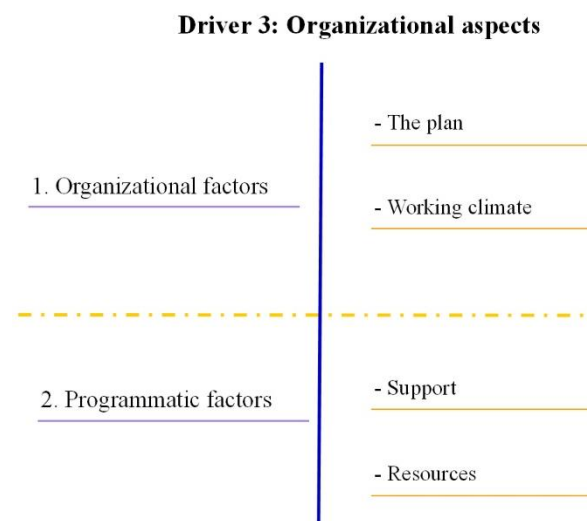 Driver 3: Organizational aspects
1. Organizational factors
- The plan
- Working climate
2. Programmatic factors
- Support
- Resources